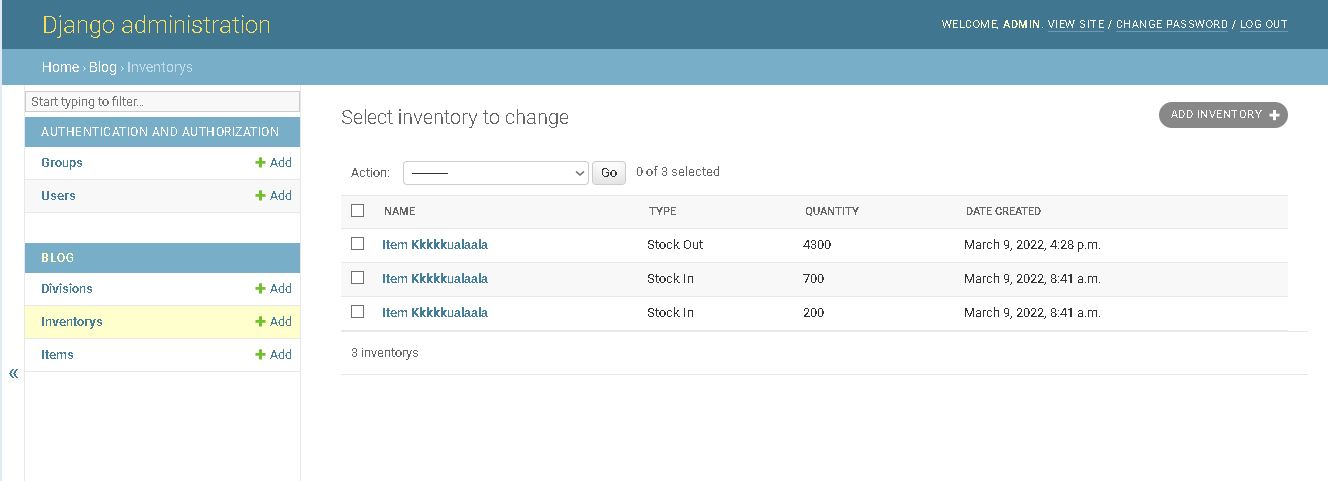 Django administration
WELCOME, ADMIN. VIEW SITE / CHANGE PASSWORD / LOG OUT
Home › Blog › Inventorys
Start typing to filter...
AUTHENTICATION AND AUTHORIZATION
Groups + Add
Users + Add
BLOG
Divisions + Add
Inventorys + Add
Items + Add
«
Select inventory to change
ADD INVENTORY +
Action: --------- Go 0 of 3 selected
NAME TYPE QUANTITY DATE CREATED
Item Kkkkkualaala Stock Out 4300 March 9, 2022, 4:28 p.m.
Item Kkkkkualaala Stock In 700 March 9, 2022, 8:41 a.m.
Item Kkkkkualaala Stock In 200 March 9, 2022, 8:41 a.m.
3 inventorys